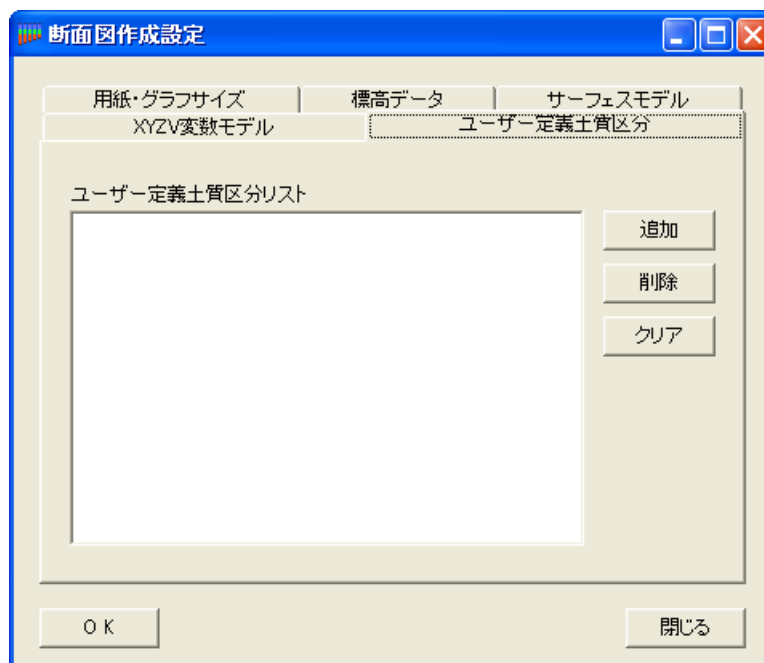 断面図作成設定
用紙・グラフサイズ
標高データ
サーフェスモデル
XYZV変数モデル
ユーザー定義土質区分
ユーザー定義土質区分リスト
追加
削除
クリア
ＯＫ
閉じる